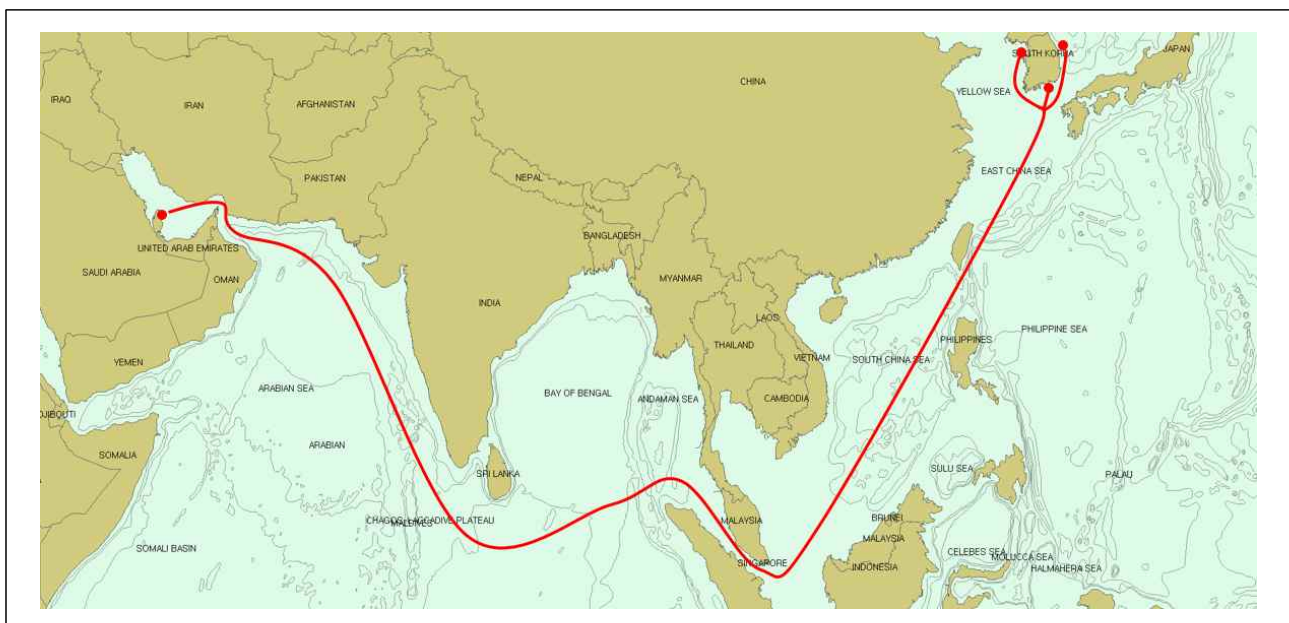 SOUTH KOREA
JAPAN
CHINA
IRAQ
IRAN
AFGHANISTAN
YELLOW SEA
PAKISTAN
NEPAL
EAST CHINA SEA
BANGLADESH
UNITED ARAB EMIRATES
SAUDI ARABIA
OMAN
MYANMAR
INDIA
LAOS
PHILIPPINE SEA
THAILAND
PHILIPPINES
VIETNAM
SOUTH CHINA SEA
YEMEN
ARABIAN SEA
BAY OF BENGAL
ANDAMAN SEA
CAMBODIA
DJIBOUTI
ARABIAN
SOMALIA
SRI LANKA
SULU SEA
PALAU
CHAGOS-LACCADIVE PLATEAU
MALDIVES
MALAYSIA
BRUNEI
MALAYSIA
SOMALI BASIN
CELEBES SEA
MOLUCCA SEA
SINGAPORE
INDONESIA
HALMAHERA SEA